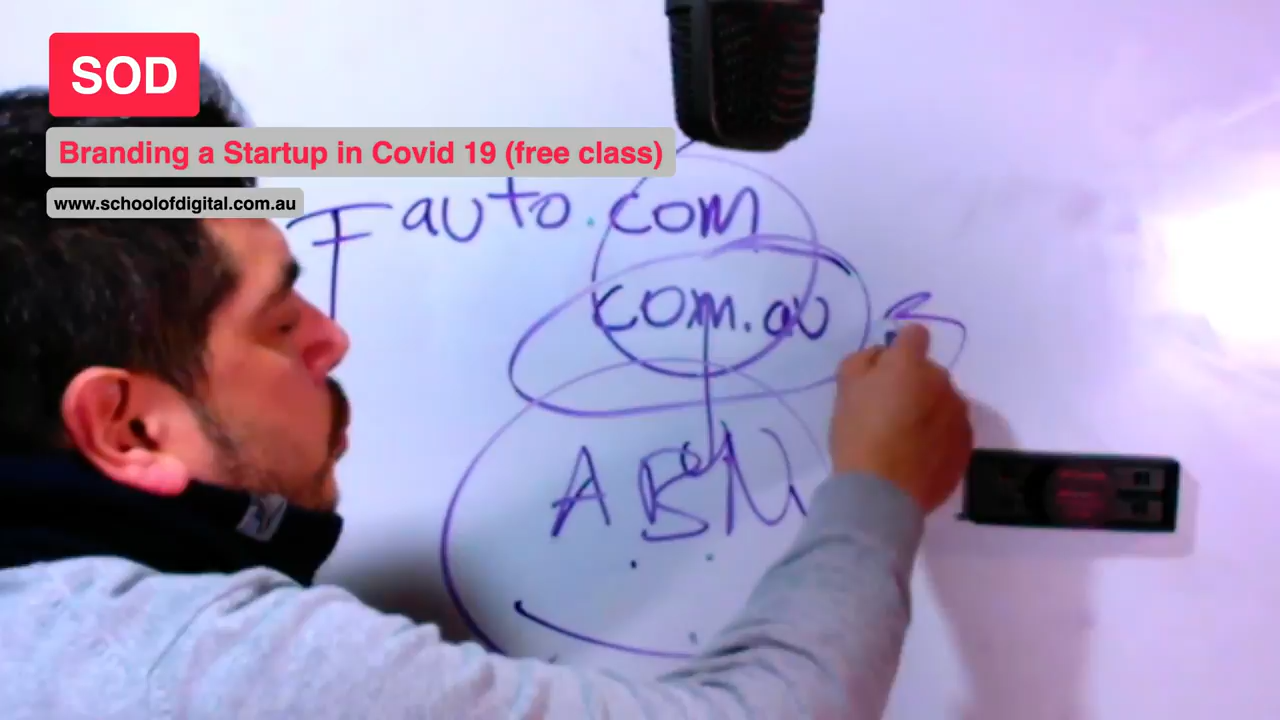 SOD
Branding a Startup in Covid 19 (free class)
www.schoolofdigital.com.au
Fauto.com
com.au
ABN